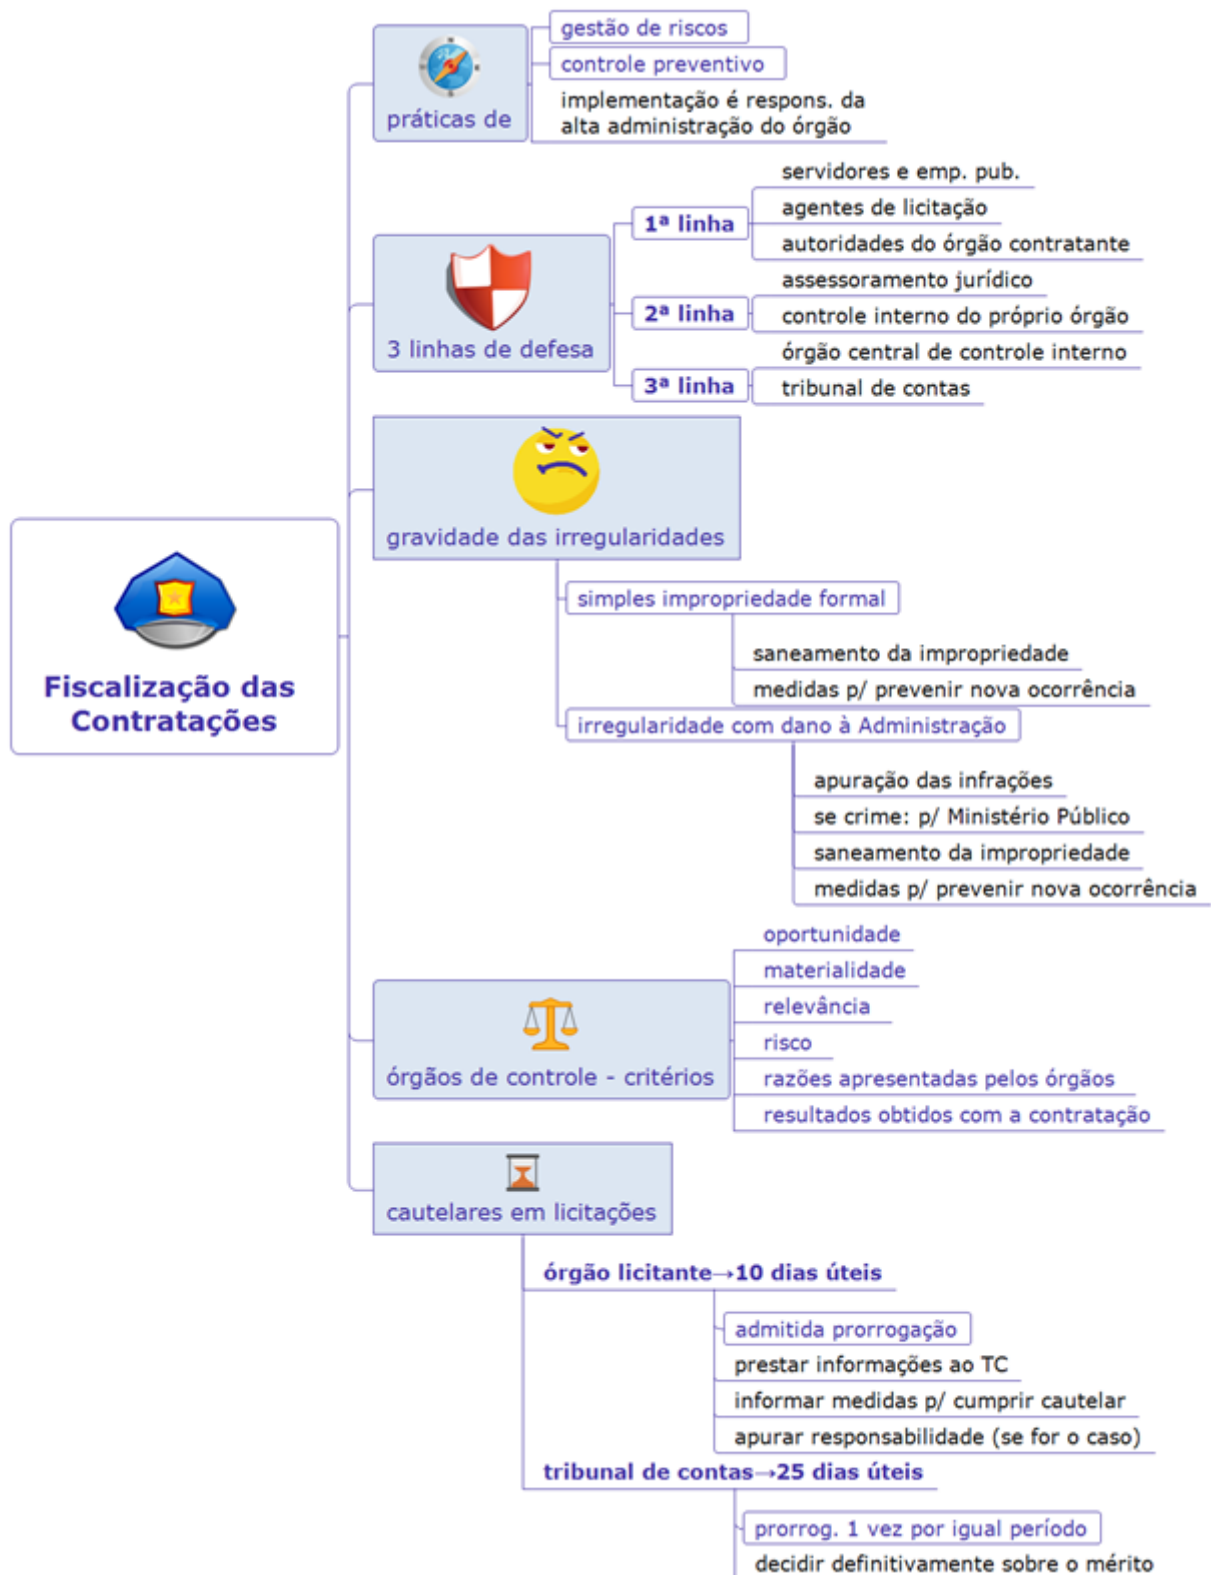 Fiscalização das
Contratações
práticas de
gestão de riscos
controle preventivo
implementação é respons. da
alta administração do órgão
3 linhas de defesa
1ª linha
servidores e emp. pub.
agentes de licitação
autoridades do órgão contratante
2ª linha
assessoramento jurídico
controle interno do próprio órgão
3ª linha
órgão central de controle interno
tribunal de contas
gravidade das irregularidades
simples impropriedade formal
saneamento da impropriedade
medidas p/ prevenir nova ocorrência
irregularidade com dano à Administração
apuração das infrações
se crime: p/ Ministério Público
saneamento da impropriedade
medidas p/ prevenir nova ocorrência
órgãos de controle - critérios
oportunidade
materialidade
relevância
risco
razões apresentadas pelos órgãos
resultados obtidos com a contratação
cautelares em licitações
órgão licitante→10 dias úteis
admitida prorrogação
prestar informações ao TC
informar medidas p/ cumprir cautelar
apurar responsabilidade (se for o caso)
tribunal de contas→25 dias úteis
prorrog. 1 vez por igual período
decidir definitivamente sobre o mérito